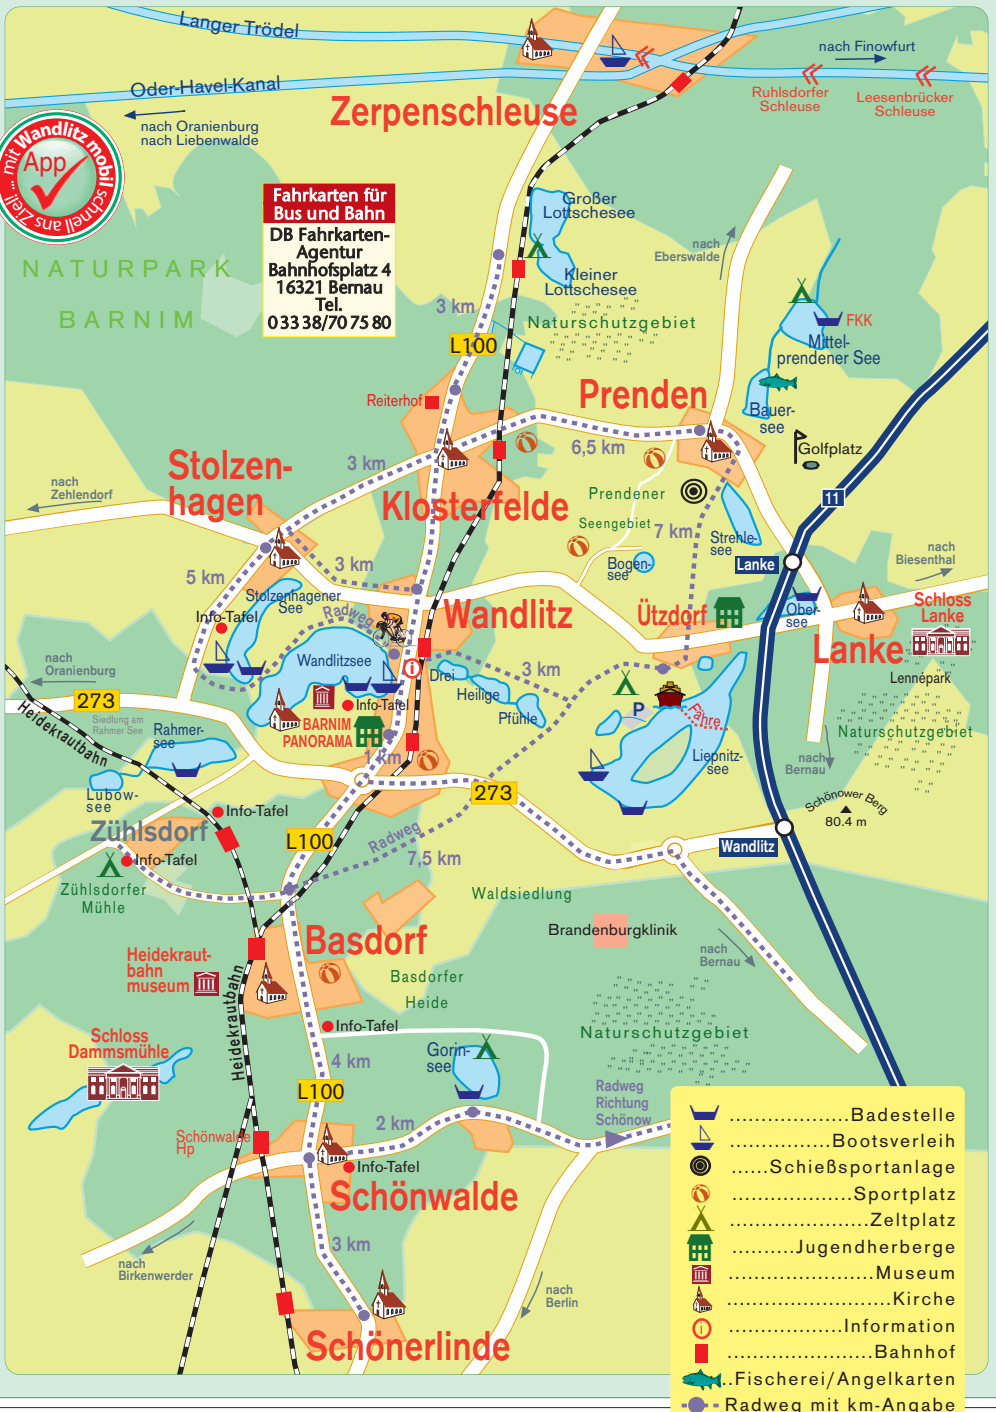 Langer Trödel
nach Finowfurt
Oder-Havel-Kanal
Ruhlsdorfer
Schleuse
Leesenbrücker
Schleuse
Zerpenschleuse
nach Oranienburg
nach Liebenwalde
... mit Wandlitz mobil schnell ans Ziel!
App
Fahrkarten für
Bus und Bahn
DB Fahrkarten-
Agentur
Bahnhofsplatz 4
16321 Bernau
Tel.
0 33 38/70 75 80
Großer
Lottschesee
nach
Eberswalde
NATURPARK
BARNIM
Kleiner
Lottschesee
3 km
Naturschutzgebiet
FKK
Mittel-
prendener See
L100
Reiterhof
Prenden
Bauer-
see
6,5 km
Golfplatz
Stolzen-
hagen
3 km
nach
Zehlendorf
Klosterfelde
Prendener
Seengebiet
11
7 km
Strehle-
see
Lanke
nach
Biesenthal
3 km
5 km
Bogen-
see
Stolzenhagener
See
Info-Tafel
Radweg
Wandlitz
Ützdorf
Ober-
see
Schloss
Lanke
Lanke
Lennépark
nach
Oranienburg
Wandlitzsee
Drei
Heilige
Pfühle
3 km
273
Heidekrautbahn
Siedlung am
Rahmer See
Rahmer-
see
Info-Tafel
BARNIM
PANORAMA
P
Fähre
Naturschutzgebiet
1 km
Liepnitz-
see
nach
Bernau
Lubow-
see
273
Schönower Berg
80.4 m
Info-Tafel
Zühlsdorf
L100
Radweg
7,5 km
Wandlitz
Info-Tafel
Zühlsdorfer
Mühle
Waldsiedlung
Brandenburgklinik
nach
Bernau
Heidekraut-
bahn
museum
Basdorf
Basdorfer
Heide
Heidekrautbahn
Info-Tafel
Naturschutzgebiet
Schloss
Dammsmühle
4 km
Gorin-
see
L100
Radweg
Richtung
Schönow
2 km
Schönwalde
Hp
Info-Tafel
Schönwalde
3 km
nach
Birkenwerder
nach
Berlin
Schönerlinde
...............Badestelle
.............Bootsverleih
......Schießsportanlage
...................Sportplatz
......................Zeltplatz
..........Jugendherberge
.......................Museum
..........................Kirche
..................Information
.......................Bahnhof
..Fischerei/Angelkarten
Radweg mit km-Angabe